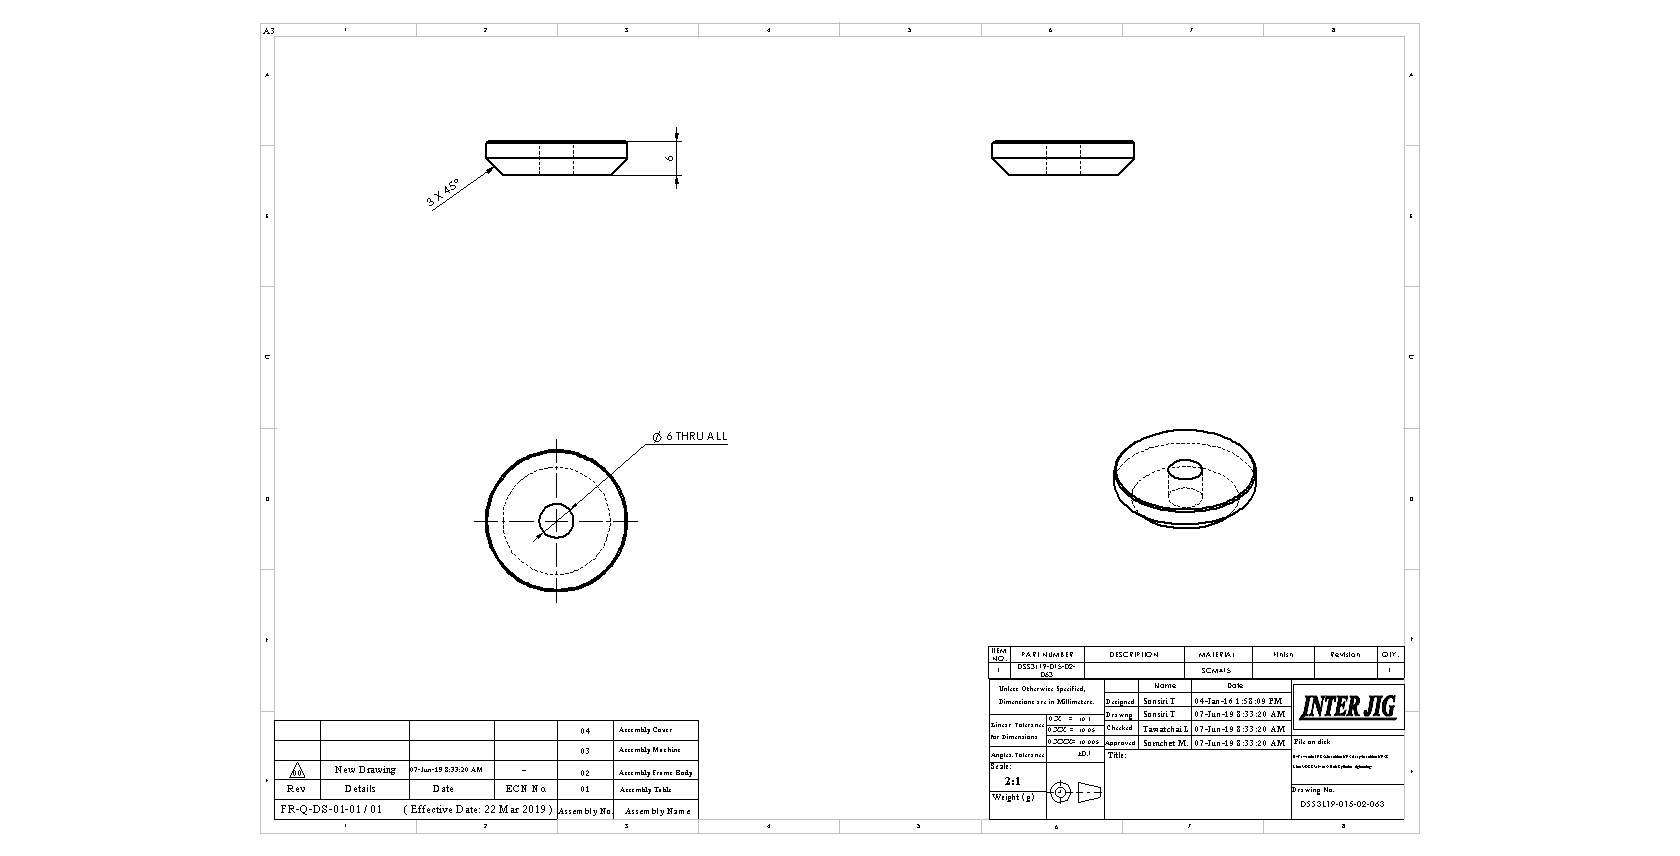 A3
1 2 3 4 5 6 7 8
A A
6
3 X 45°
B B
C C
Ø 6 THRU ALL
D D
ITEM NO. PART NUMBER DESCRIPTION MATERIAL Finish Revision QTY.
1 DSS3L19-015-02-063 SCM415 1
Unless Otherwise Specified,
Dimensions are in Millimeters.
Name Date
Designed Sonsiri T 04-Jan-16 1:58:09 PM
Drawing Sonsiri T 07-Jun-19 8:33:20 AM
Checked Tawatchai L 07-Jun-19 8:33:20 AM
Approved Somchet M. 07-Jun-19 8:33:20 AM
INTER JIG
Linear Tolerance
for Dimensions
0.X = ±0.1
0.XX = ±0.05
0.XXX= ±0.005
Angles. Tolerance ±0.1
Title:
File on disk
Scale:
2:1
Weight (g)
Drawing No.
DSS3L19-015-02-063
04 Assembly Cover
03 Assembly Machine
00 New Drawing 07-Jun-19 8:33:20 AM - 02 Assembly Frame Body
Rev Details Date ECN No. 01 Assembly Table
FR-Q-DS-01-01 / 01 ( Effective Date: 22 Mar 2019 ) Assembly No. Assembly Name
1 2 3 4 5 6 7 8